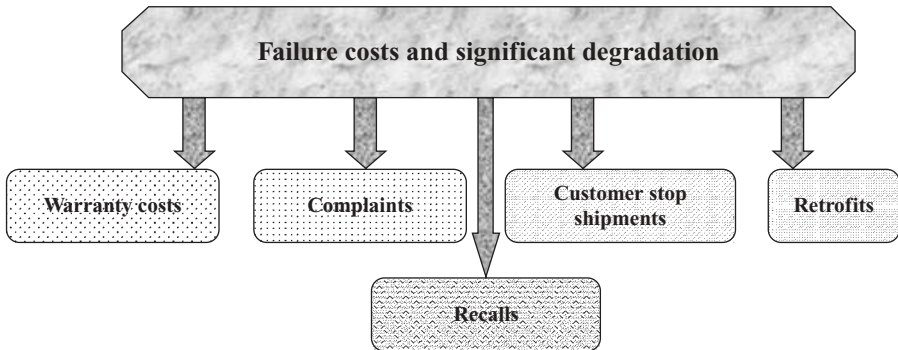 Failure costs and significant degradation
Warranty costs
Complaints
Customer stop
shipments
Retrofits
Recalls